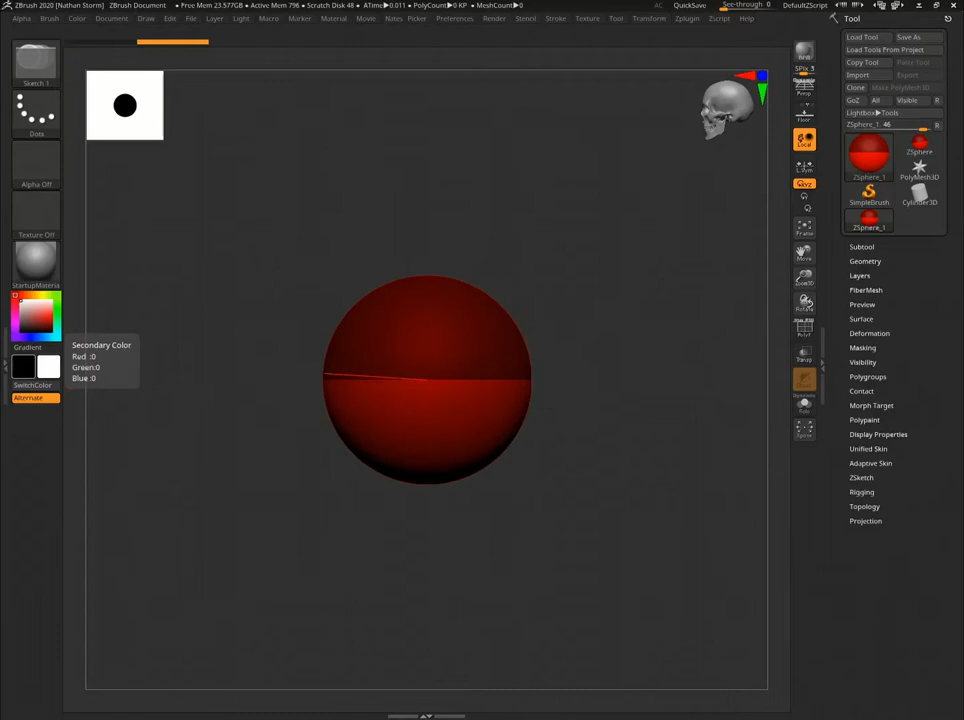 ZBrush 2020 [Nathan Storm]   ZBrush Document   • Free Mem 23.577GB • Active Mem 796 • Scratch Disk 48 • ATime▶0.011 • PolyCount▶0 KP • MeshCount▶0   AC   QuickSave   See-through 0   DefaultZScript
Alpha Brush Color Document Draw Edit File Layer Light Macro Marker Material Movie Notes Picker Preferences Render Stencil Stroke Texture Tool Transform Zplugin Zscript Help
Sketch 1
Dots
Alpha Off
Texture Off
StartupMateria
Gradient
SwitchColor
Alternate
Secondary Color
Red :0
Green:0
Blue :0
SPix 3
Persp
Floor
Local
L.Sym
XYZ
Frame
Move
Zoom3D
Rotate
PolyF
Transp
Solo
Tool
Load Tool Save As
Load Tools From Project
Copy Tool Paste Tool
Import Export
Clone Make PolyMesh3D
GoZ All Visible R
Lightbox▶Tools
ZSphere_1. 46 R
ZSphere_1
ZSphere
PolyMesh3D
SimpleBrush
Cylinder3D
ZSphere_1
Subtool
Geometry
Layers
FiberMesh
Preview
Surface
Deformation
Masking
Visibility
Polygroups
Contact
Morph Target
Polypaint
Display Properties
Unified Skin
Adaptive Skin
ZSketch
Rigging
Topology
Projection